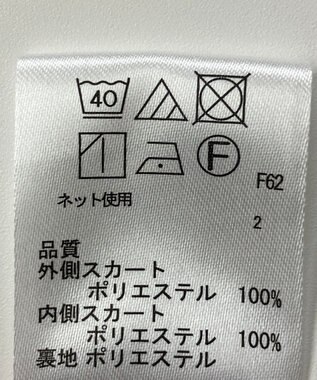 40
F
F62
ネット使用
2
品質
外側スカート
ポリエステル 100%
内側スカート
ポリエステル 100%
裏地 ポリエステル